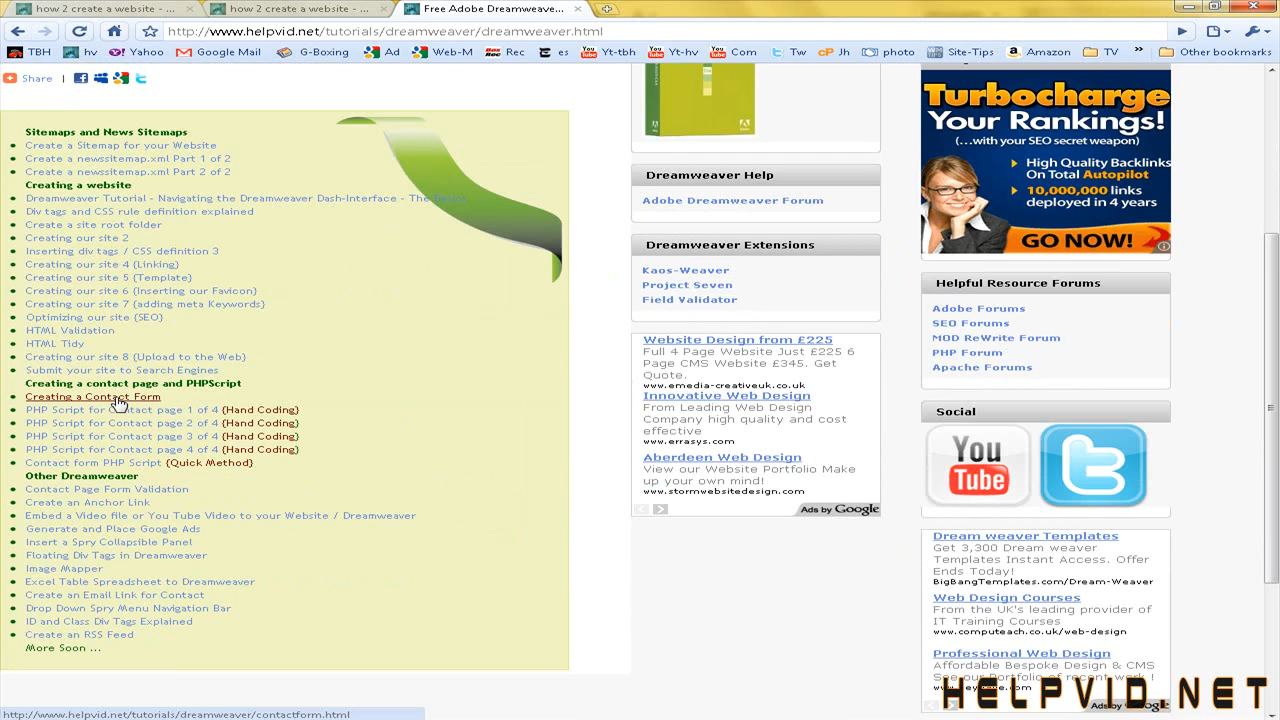 how 2 create a website - ...
how 2 create a website - ...
Free Adobe Dreamweave...
http://www.helpvid.net/tutorials/dreamweaver/dreamweaver.html
TBH
hv
Yahoo
Google Mail
G-Boxing
Ad
Web-M
Rec
es
Yt-tbh
Yt-hv
Com
Tw
Jh
photo
Site-Tips
Amazon
TV
Other bookmarks
Share
Sitemaps and News Sitemaps
Create a Sitemap for your Website
Create a newssitemap.xml Part 1 of 2
Create a newssitemap.xml Part 2 of 2
Creating a website
Dreamweaver Tutorial - Navigating the Dreamweaver Dash-Interface - The Basics
Div tags and CSS rule definition explained
Create a site root folder
Creating our site 2
Inserting div tags / CSS definition 3
Creating our site 4 (Linking)
Creating our site 5 (Template)
Creating our site 6 (Inserting our Favicon)
Creating our site 7 (adding meta Keywords)
Optimizing our site (SEO)
HTML Validation
HTML Tidy
Creating our site 8 (Upload to the Web)
Submit your site to Search Engines
Creating a contact page and PHPScript
Creating a Contact Form
PHP Script for Contact page 1 of 4 {Hand Coding}
PHP Script for Contact page 2 of 4 {Hand Coding}
PHP Script for Contact page 3 of 4 {Hand Coding}
PHP Script for Contact page 4 of 4 {Hand Coding}
Contact form PHP Script {Quick Method}
Other Dreamweaver
Contact Page Form Validation
Create an Anchor Link
Embed a Video file or You Tube Video to your Website / Dreamweaver
Generate and Place Google Ads
Insert a Spry Collapsible Panel
Floating Div Tags in Dreamweaver
Image Mapper
Excel Table Spreadsheet to Dreamweaver
Create an Email Link for Contact
Drop Down Spry Menu Navigation Bar
ID and Class Div Tags Explained
Create an RSS Feed
More Soon ...
Dreamweaver Help
Adobe Dreamweaver Forum
Dreamweaver Extensions
Kaos-Weaver
Project Seven
Field Validator
Website Design from £225
Full 4 Page Website Just £225 6
Page CMS Website £345. Get
Quote.
www.emedia-creativeuk.co.uk
Innovative Web Design
From Leading Web Design
Company high quality and cost
effective
www.errasys.com
Aberdeen Web Design
View our Website Portfolio Make
up your own mind!
www.stormwebsitedesign.com
Ads by Google
Turbocharge
Your Rankings!
(...with your SEO secret weapon)
High Quality Backlinks
On Total Autopilot
10,000,000 links
deployed in 4 years
GO NOW!
Helpful Resource Forums
Adobe Forums
SEO Forums
MOD ReWrite Forum
PHP Forum
Apache Forums
Social
You
Tube
Dream weaver Templates
Get 3,300 Dream weaver
Templates Instant Access. Offer
Ends Today!
BigBangTemplates.com/Dream-Weaver
Web Design Courses
From the UK's leading provider of
IT Training Courses
www.computeach.co.uk/web-design
Professional Web Design
Affordable Bespoke Design & CMS
See our Portfolio of recent work !
Ads by Google
HELPVID.NET
http://www.helpvid.net/tutorials/dreamweaver/contactform.html